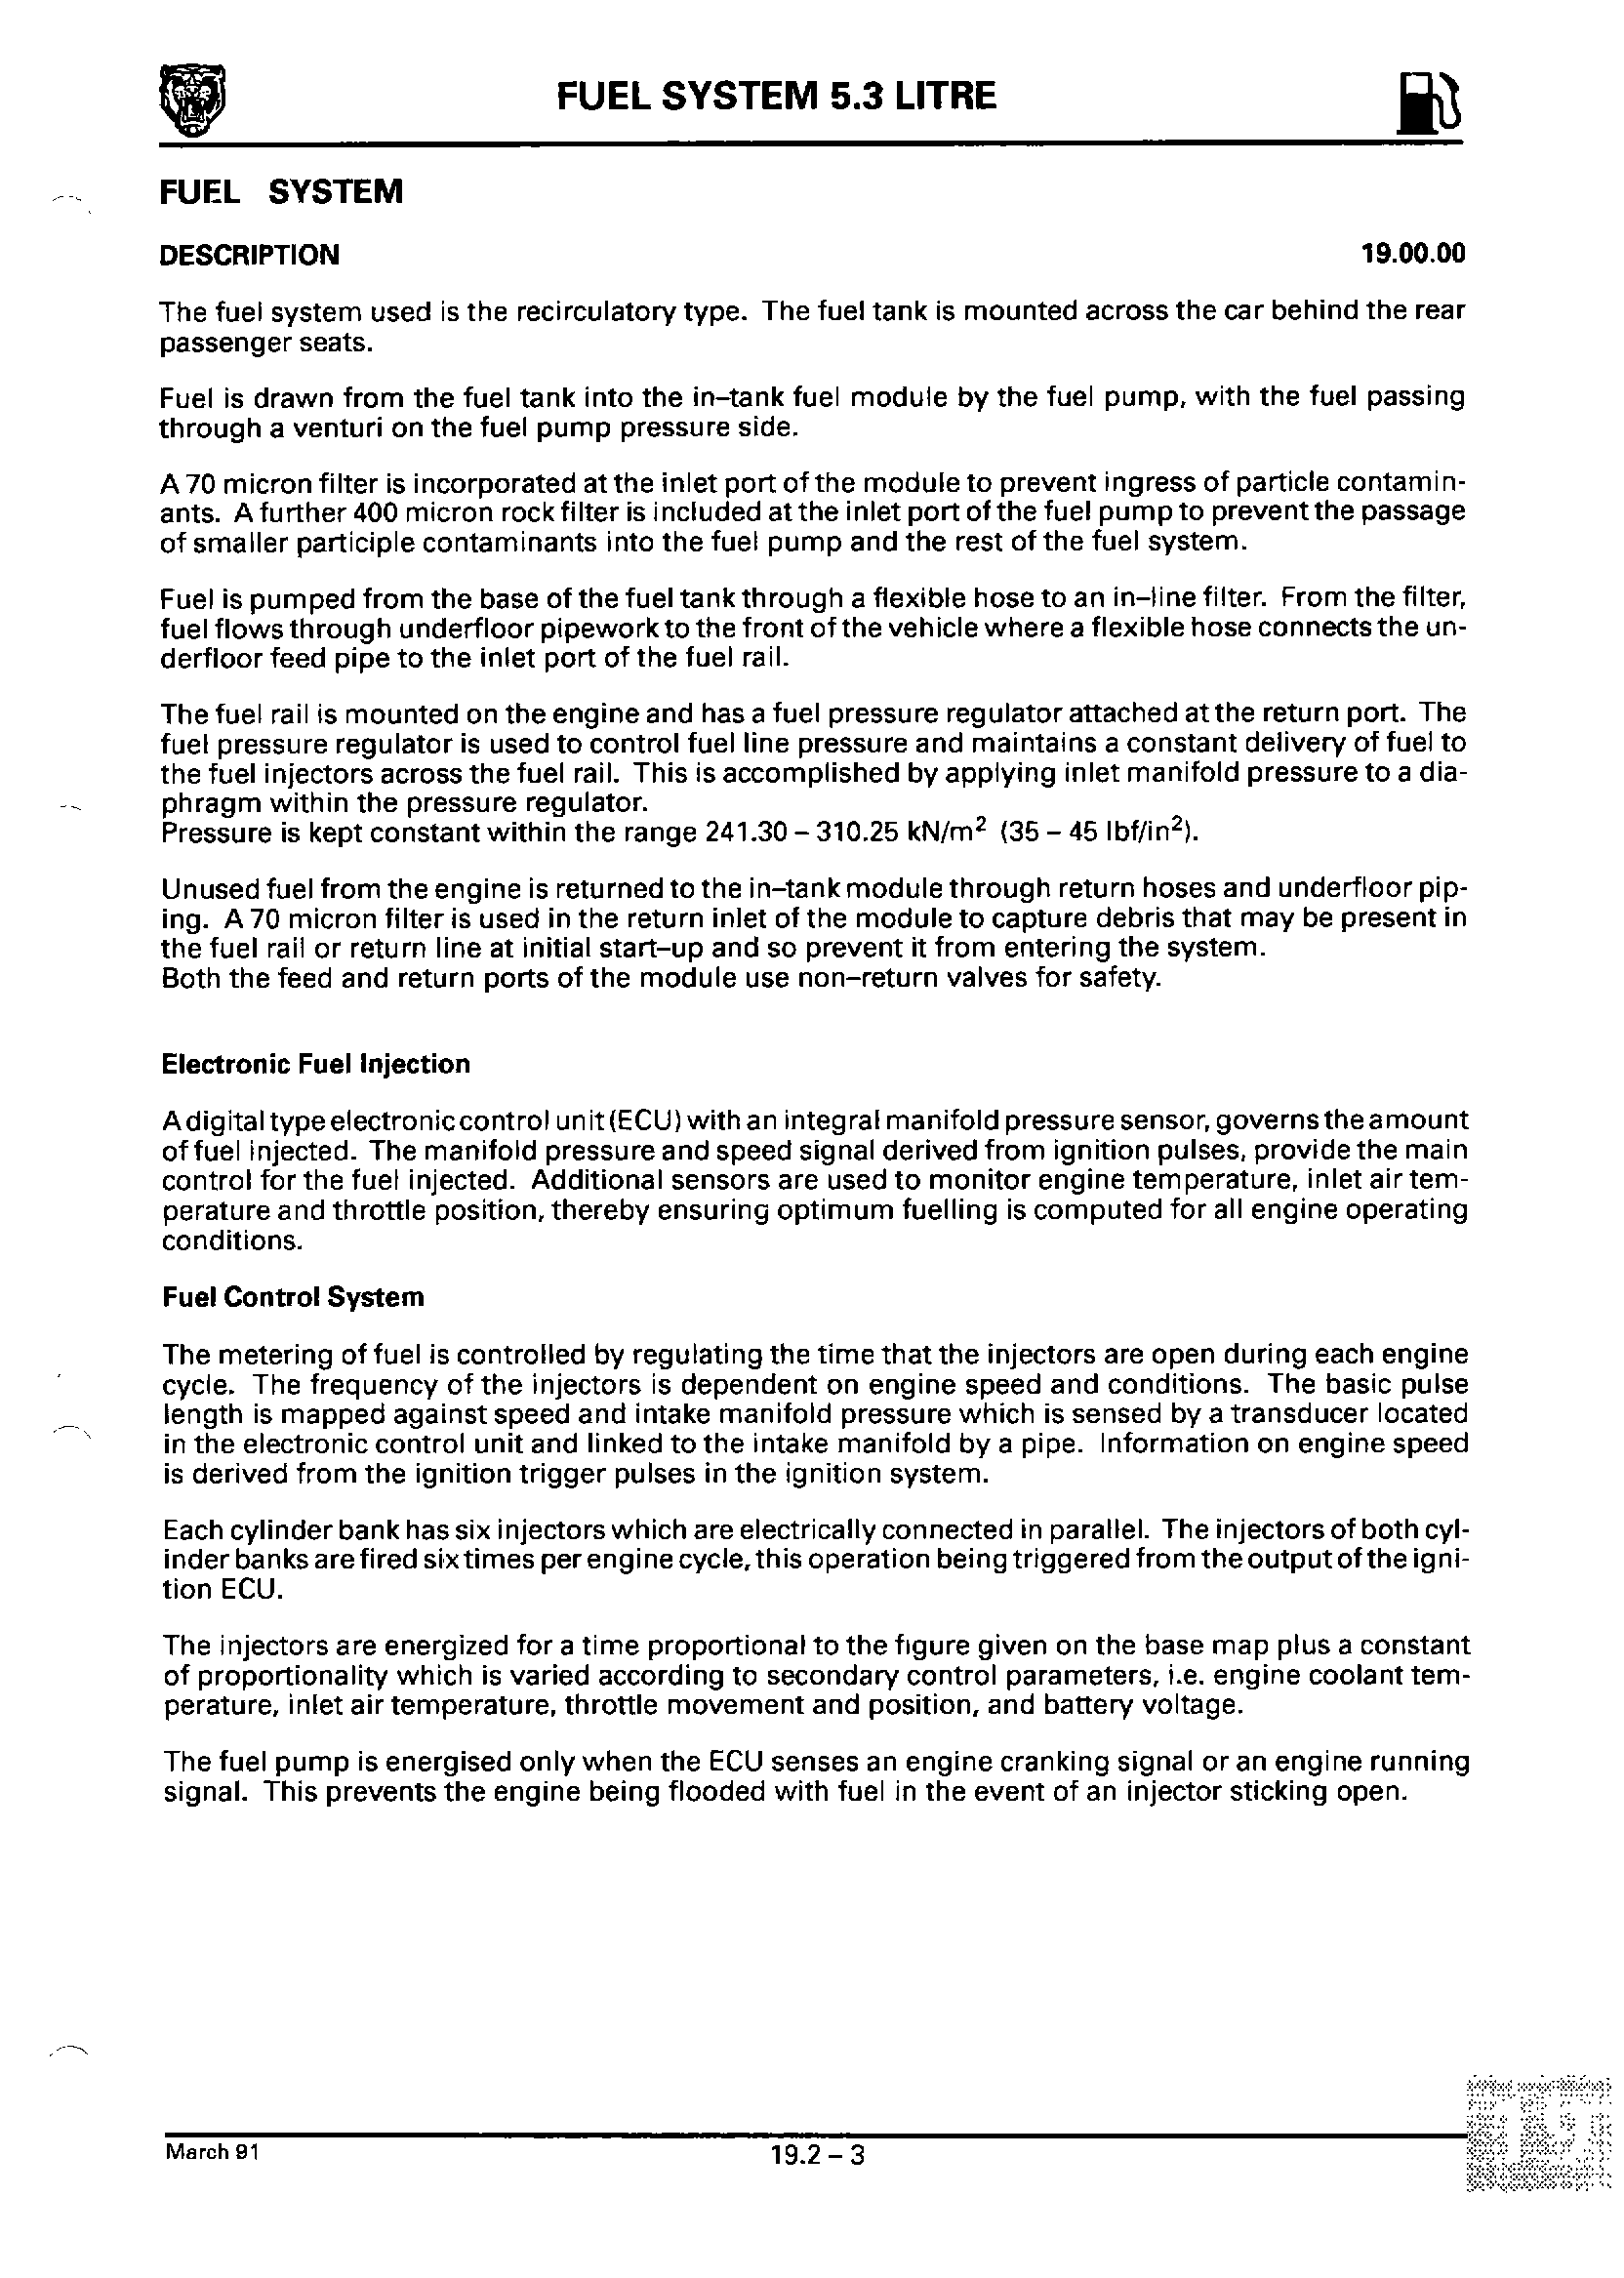 FUEL SYSTEM 5.3 LITRE
FUEL SYSTEM
DESCRIPTION 19.00.00
The fuel system used is the recirculatory type. The fuel tank is mounted across the car behind the rear
passenger seats.
Fuel is drawn from the fuel tank into the in–tank fuel module by the fuel pump, with the fuel passing
through a venturi on the fuel pump pressure side.
A 70 micron filter is incorporated at the inlet port of the module to prevent ingress of particle contamin-
ants. A further 400 micron rock filter is included at the inlet port of the fuel pump to prevent the passage
of smaller participle contaminants into the fuel pump and the rest of the fuel system.
Fuel is pumped from the base of the fuel tank through a flexible hose to an in–line filter. From the filter,
fuel flows through underfloor pipework to the front of the vehicle where a flexible hose connects the un-
derfloor feed pipe to the inlet port of the fuel rail.
The fuel rail is mounted on the engine and has a fuel pressure regulator attached at the return port. The
fuel pressure regulator is used to control fuel line pressure and maintains a constant delivery of fuel to
the fuel injectors across the fuel rail. This is accomplished by applying inlet manifold pressure to a dia-
phragm within the pressure regulator.
Pressure is kept constant within the range 241.30 – 310.25 kN/m² (35 – 45 lbf/in²).
Unused fuel from the engine is returned to the in–tank module through return hoses and underfloor pip-
ing. A 70 micron filter is used in the return inlet of the module to capture debris that may be present in
the fuel rail or return line at initial start–up and so prevent it from entering the system.
Both the feed and return ports of the module use non–return valves for safety.
Electronic Fuel Injection
A digital type electronic control unit (ECU) with an integral manifold pressure sensor, governs the amount
of fuel injected. The manifold pressure and speed signal derived from ignition pulses, provide the main
control for the fuel injected. Additional sensors are used to monitor engine temperature, inlet air tem-
perature and throttle position, thereby ensuring optimum fuelling is computed for all engine operating
conditions.
Fuel Control System
The metering of fuel is controlled by regulating the time that the injectors are open during each engine
cycle. The frequency of the injectors is dependent on engine speed and conditions. The basic pulse
length is mapped against speed and intake manifold pressure which is sensed by a transducer located
in the electronic control unit and linked to the intake manifold by a pipe. Information on engine speed
is derived from the ignition trigger pulses in the ignition system.
Each cylinder bank has six injectors which are electrically connected in parallel. The injectors of both cyl-
inder banks are fired six times per engine cycle, this operation being triggered from the output of the igni-
tion ECU.
The injectors are energized for a time proportional to the figure given on the base map plus a constant
of proportionality which is varied according to secondary control parameters, i.e. engine coolant tem-
perature, inlet air temperature, throttle movement and position, and battery voltage.
The fuel pump is energised only when the ECU senses an engine cranking signal or an engine running
signal. This prevents the engine being flooded with fuel in the event of an injector sticking open.
March 91
19.2 – 3
19